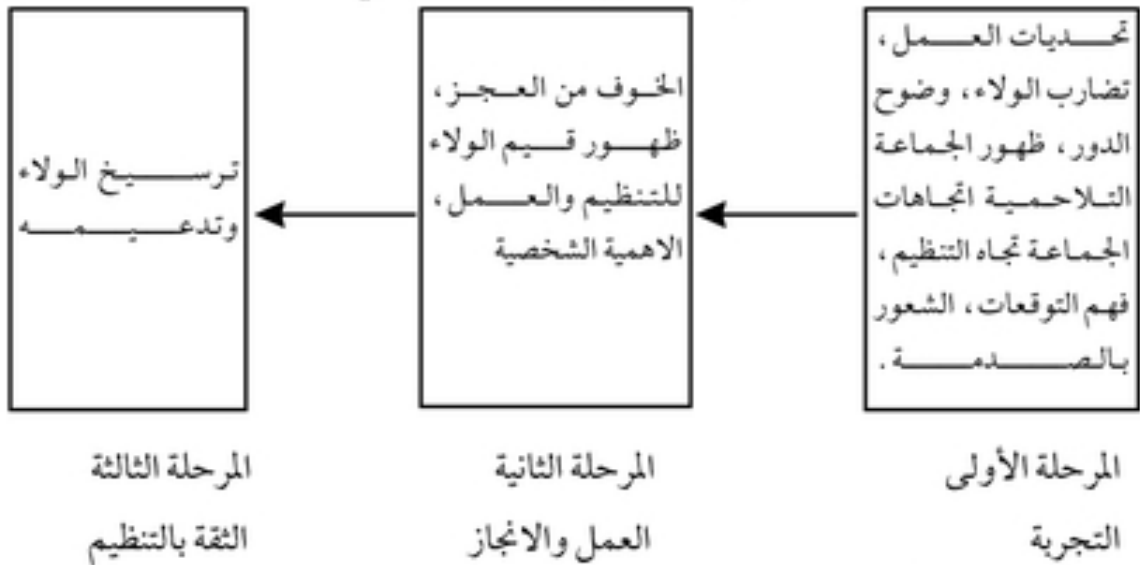 تحديات العمل،
تضارب الولاء، وضوح
الدور، ظهور الجماعة
التلاحمية اتجاهات
الجماعة تجاه التنظيم،
فهم التوقعات، الشعور
بالصدمة.
الخوف من العجز،
ظهور قيم الولاء
للتنظيم والعمل،
الاهمية الشخصية
ترسيخ الولاء
وتدعيمه
المرحلة الأولى
التجربة
المرحلة الثانية
العمل والانجاز
المرحلة الثالثة
الثقة بالتنظيم